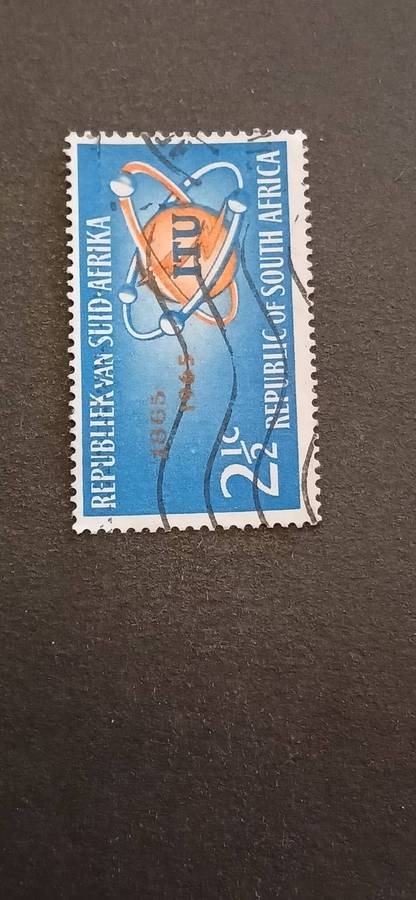 REPUBLIEK VAN SUID-AFRIKA
ITU
1865
1965
2½c
REPUBLIC OF SOUTH AFRICA